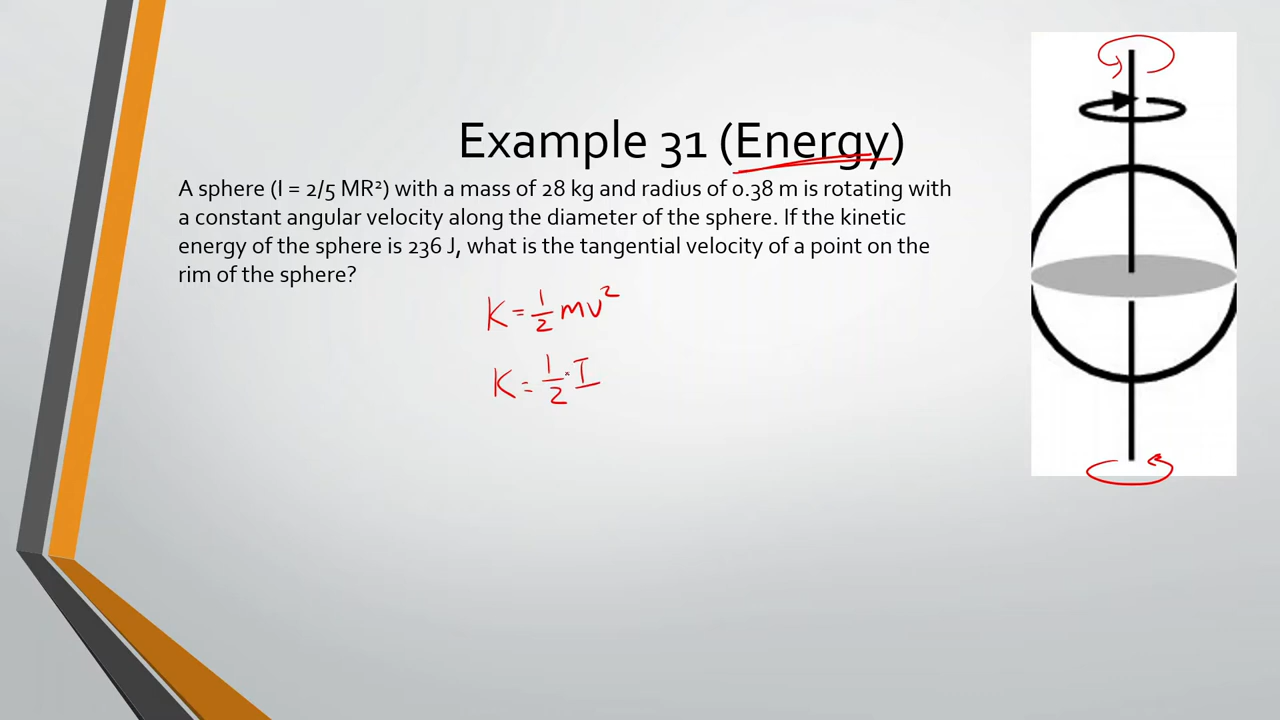 Example 31 (Energy)
A sphere (I = 2/5 MR²) with a mass of 28 kg and radius of 0.38 m is rotating with
a constant angular velocity along the diameter of the sphere. If the kinetic
energy of the sphere is 236 J, what is the tangential velocity of a point on the
rim of the sphere?
K = 1/2 mv²
K = 1/2 I